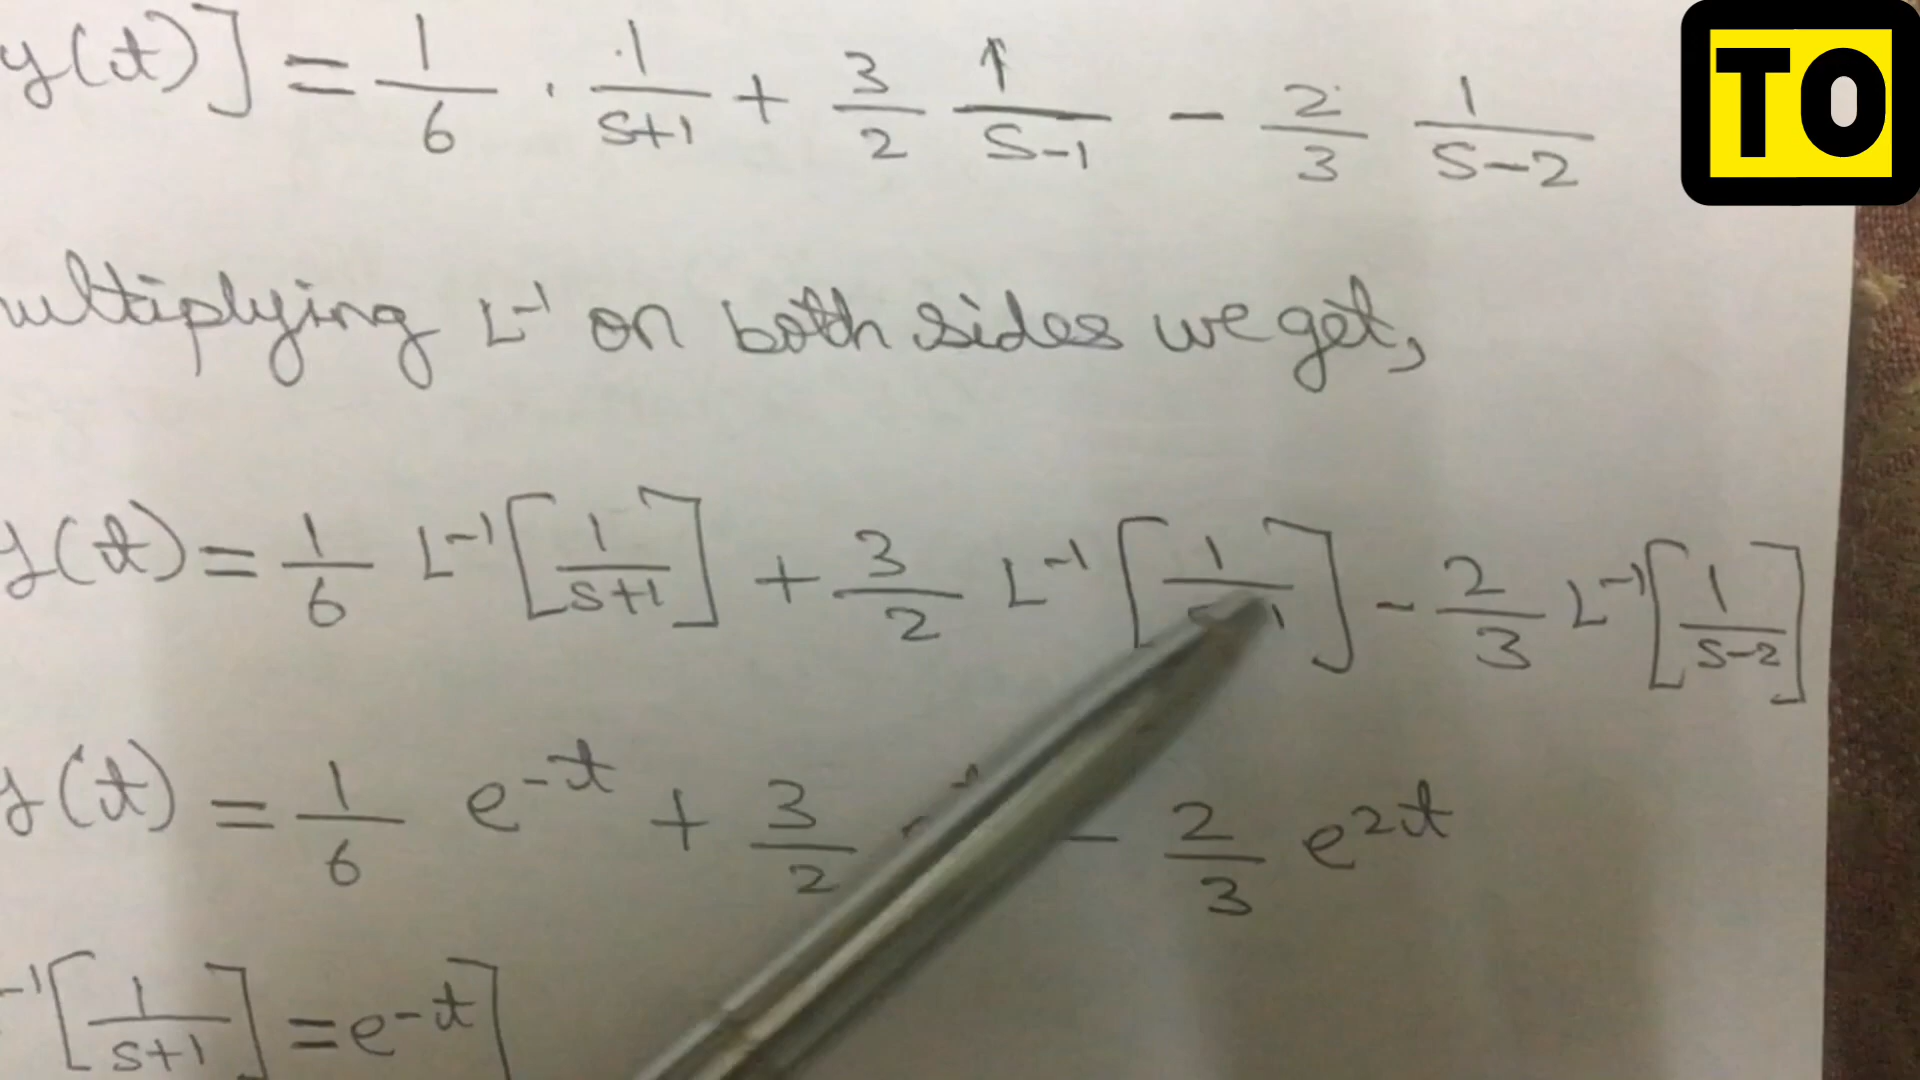 y(t)] = 1/6 · 1/s+1 + 3/2 1/s-1 - 2/3 1/s-2
TO
ultiplying L⁻¹ on both sides we get,
y(t) = 1/6 L⁻¹[1/s+1] + 3/2 L⁻¹[1/ 1] - 2/3 L⁻¹[1/s-2]
y(t) = 1/6 e^-t + 3/2 - 2/3 e^2t
⁻¹[1/s+1] = e^-t]